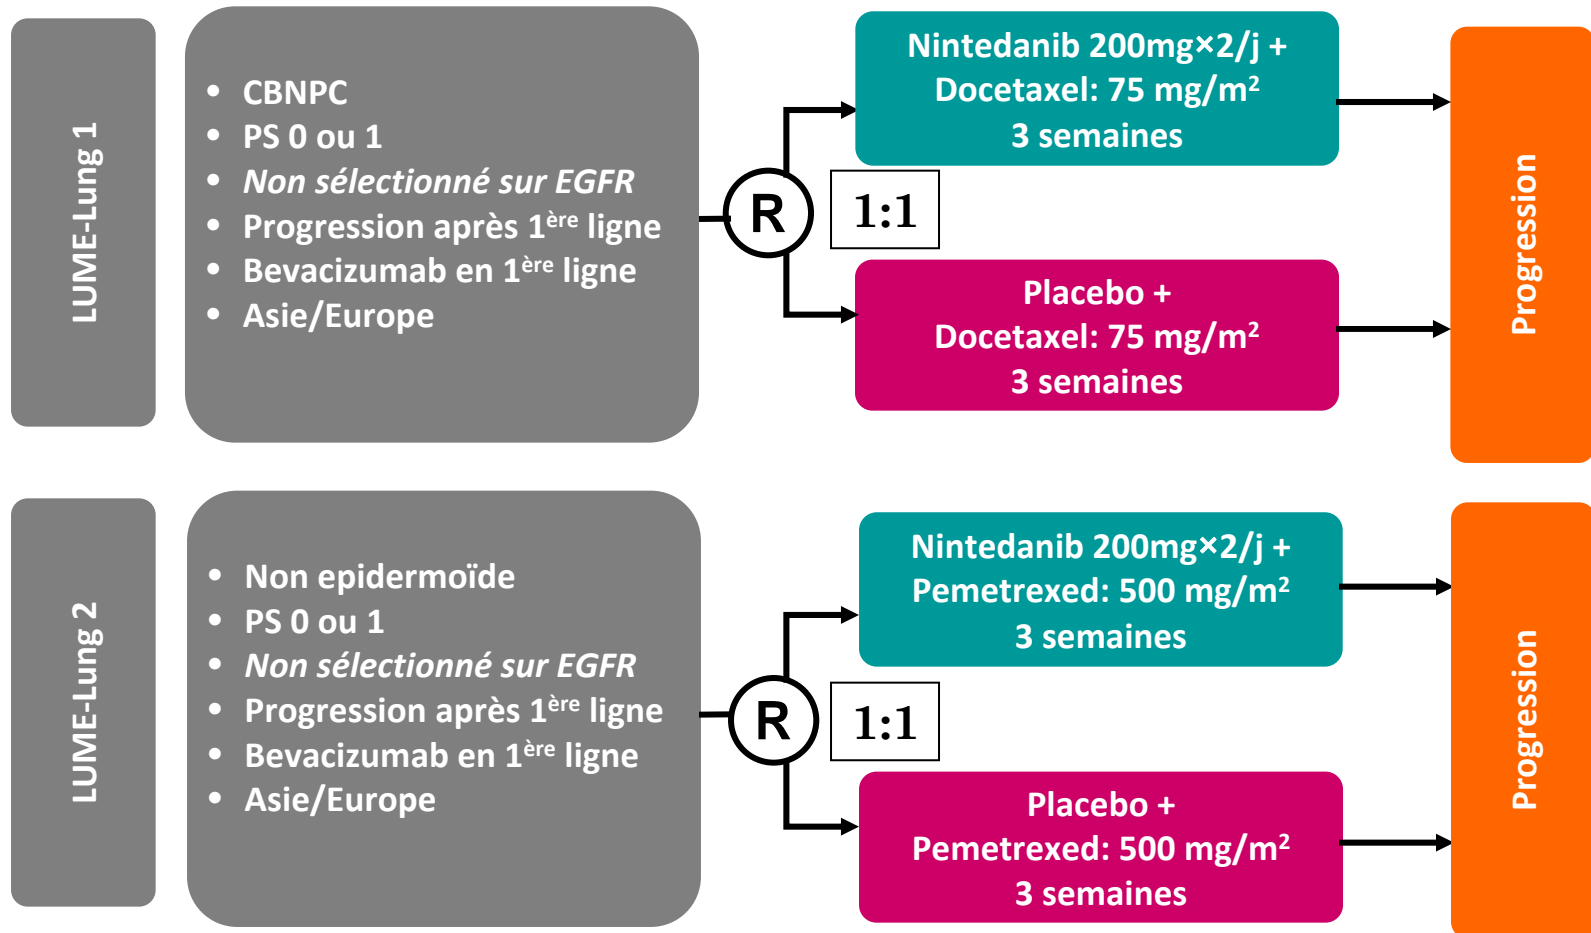 LUME-Lung 1
• CBNPC
• PS 0 ou 1
• Non sélectionné sur EGFR
• Progression après 1ère ligne
• Bevacizumab en 1ère ligne
• Asie/Europe
R
1:1
Nintedanib 200mg×2/j +
Docetaxel: 75 mg/m²
3 semaines
Placebo +
Docetaxel: 75 mg/m²
3 semaines
Progression
LUME-Lung 2
• Non epidermoïde
• PS 0 ou 1
• Non sélectionné sur EGFR
• Progression après 1ère ligne
• Bevacizumab en 1ère ligne
• Asie/Europe
R
1:1
Nintedanib 200mg×2/j +
Pemetrexed: 500 mg/m²
3 semaines
Placebo +
Pemetrexed: 500 mg/m²
3 semaines
Progression